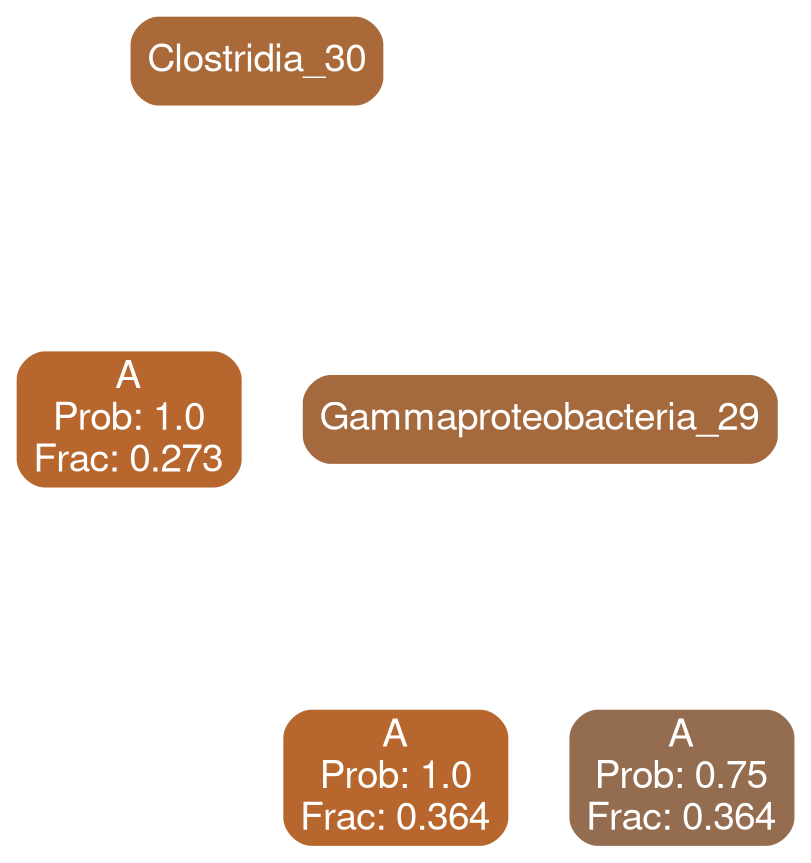 Clostridia_30
A
Prob: 1.0
Frac: 0.273
Gammaproteobacteria_29
A
Prob: 1.0
Frac: 0.364
A
Prob: 0.75
Frac: 0.364